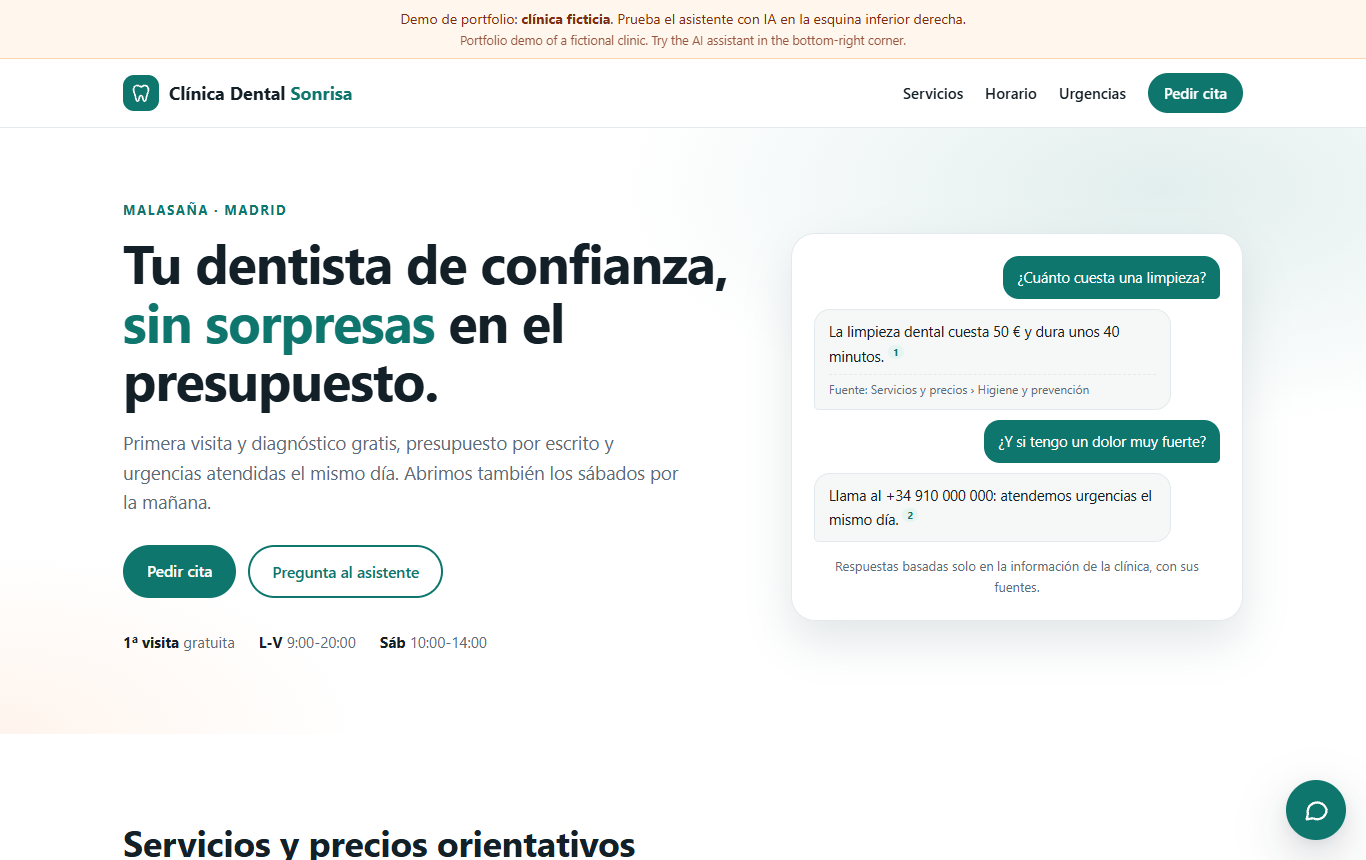 Demo de portfolio: clínica ficticia. Prueba el asistente con IA en la esquina inferior derecha.
Portfolio demo of a fictional clinic. Try the AI assistant in the bottom-right corner.
Clínica Dental Sonrisa
Servicios
Horario
Urgencias
Pedir cita
MALASAÑA · MADRID
Tu dentista de confianza,
sin sorpresas en el
presupuesto.
Primera visita y diagnóstico gratis, presupuesto por escrito y
urgencias atendidas el mismo día. Abrimos también los sábados por
la mañana.
Pedir cita
Pregunta al asistente
1ª visita gratuita
L-V 9:00-20:00
Sáb 10:00-14:00
¿Cuánto cuesta una limpieza?
La limpieza dental cuesta 50 € y dura unos 40
minutos. 1
Fuente: Servicios y precios › Higiene y prevención
¿Y si tengo un dolor muy fuerte?
Llama al +34 910 000 000: atendemos urgencias el
mismo día. 2
Respuestas basadas solo en la información de la clínica, con sus
fuentes.
Servicios y precios orientativos